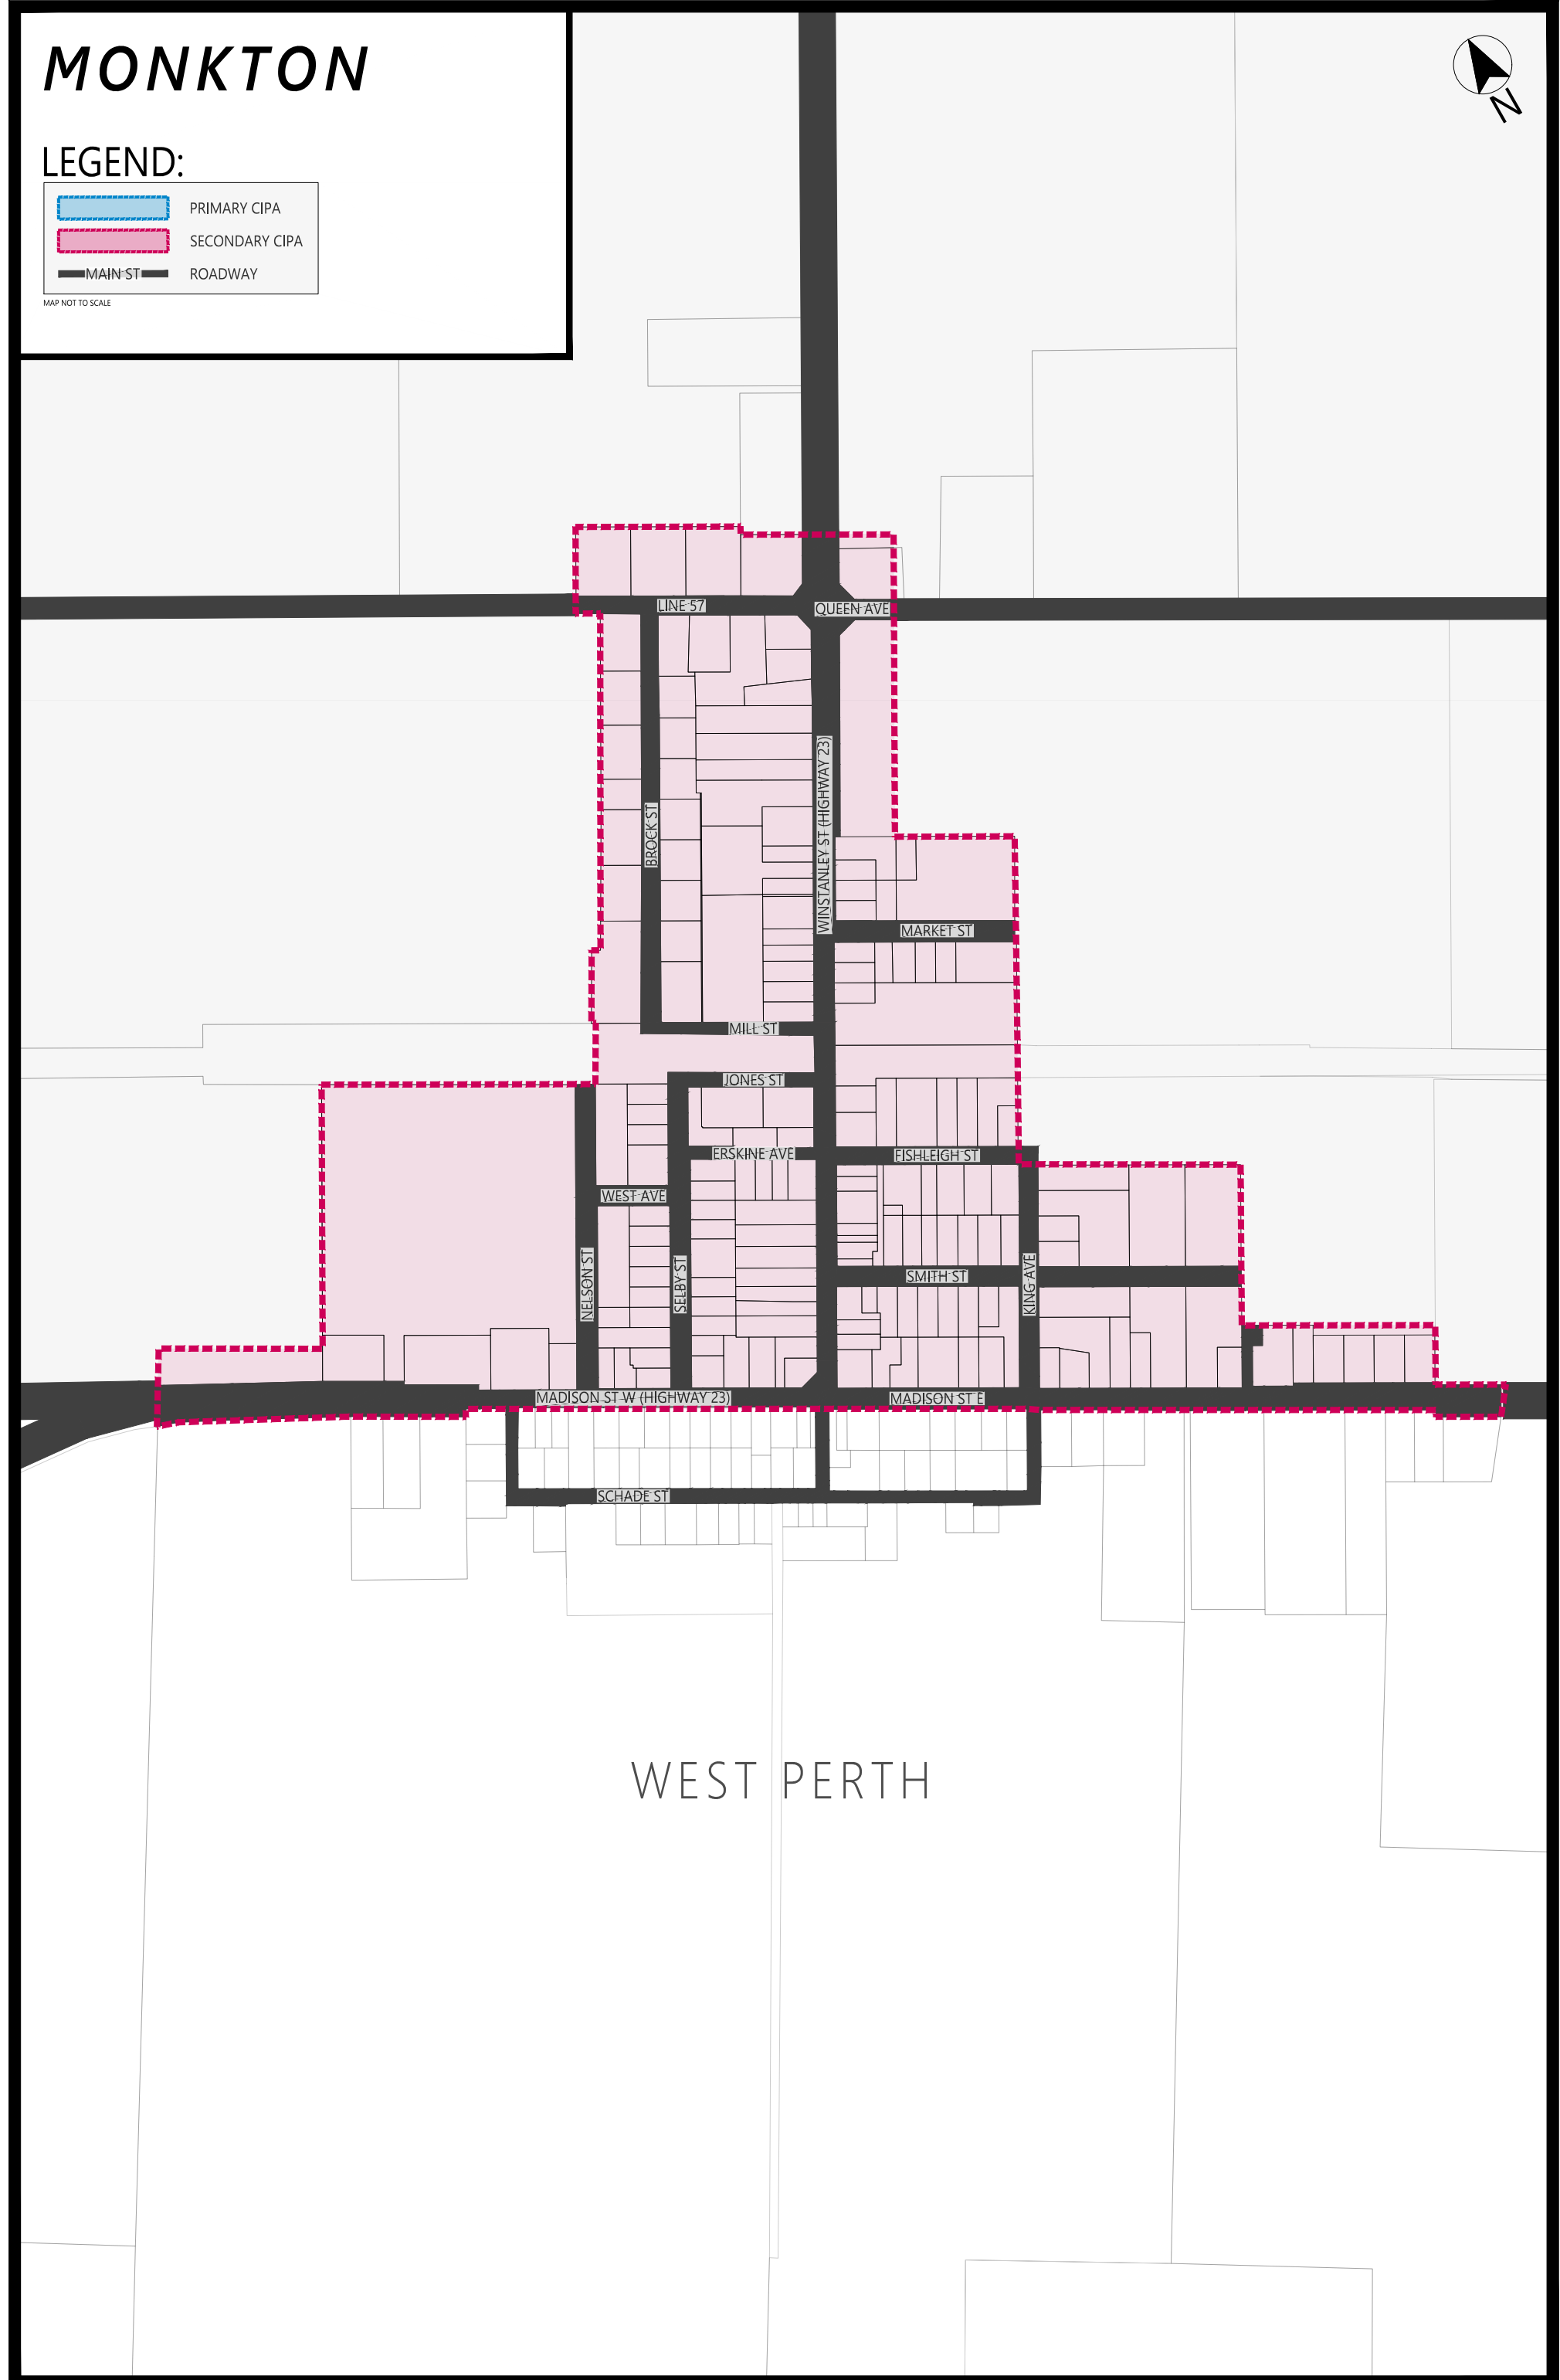 MONKTON
N
LEGEND:
PRIMARY CIPA
SECONDARY CIPA
MAIN ST
ROADWAY
MAP NOT TO SCALE
LINE 57
QUEEN AVE
WINSTANLEY ST (HIGHWAY 23)
BROCK ST
MARKET ST
MILL ST
JONES ST
ERSKINE AVE
FISHLEIGH ST
WEST AVE
NELSON ST
SELBY ST
SMITH ST
KING AVE
MADISON ST W (HIGHWAY 23)
MADISON ST E
SCHADE ST
WEST PERTH